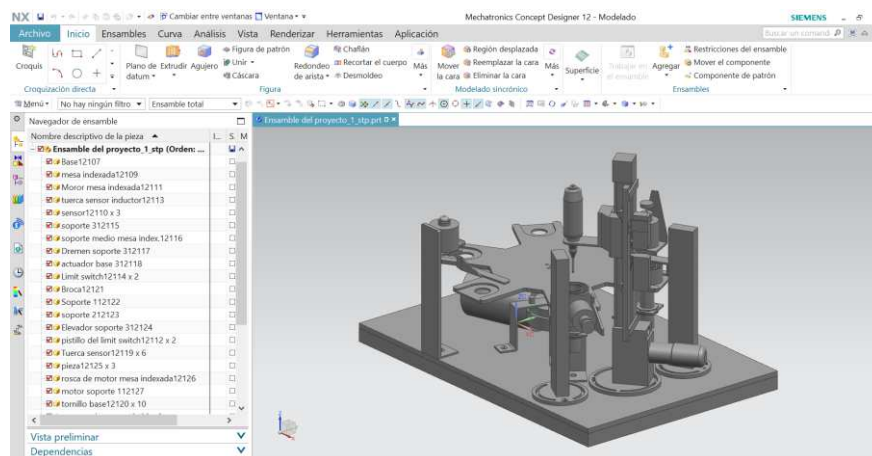 NX Cambiar entre ventanas Ventana Mechatronics Concept Designer 12 - Modelado SIEMENS
Archivo Inicio Ensambles Curva Análisis Vista Renderizar Herramientas Aplicación
Croquis
Plano de datum
Extrudir
Agujero
Figura de patrón
Unir
Cáscara
Redondeo de arista
Chaflán
Recortar el cuerpo
Desmoldeo
Más
Mover la cara
Región desplazada
Reemplazar la cara
Eliminar la cara
Más
Superficie
Agregar
Restricciones del ensamble
Mover el componente
Componente de patrón
Croquización directa Figura Modelado sincrónico Ensambles
Menú No hay ningún filtro Ensamble total
Navegador de ensamble
Ensamble del proyecto_1_stp.prt
Nombre descriptivo de la pieza I... S. M
Ensamble del proyecto_1_stp (Orden: ...
Base12107
mesa indexada12109
Moror mesa indexada12111
tuerca sensor inductor12113
sensor12110 x 3
soporte 312115
soporte medio mesa index.12116
Dremen soporte 312117
actuador base 312118
Limit switch12114 x 2
Broca12121
Soporte 112122
soporte 212123
Elevador soporte 312124
pistillo del limit switch12112 x 2
Tuerca sensor12119 x 6
pieza12125 x 3
rosca de motor mesa indexada12126
motor soporte 112127
tornillo base12120 x 10
Vista preliminar
Dependencias